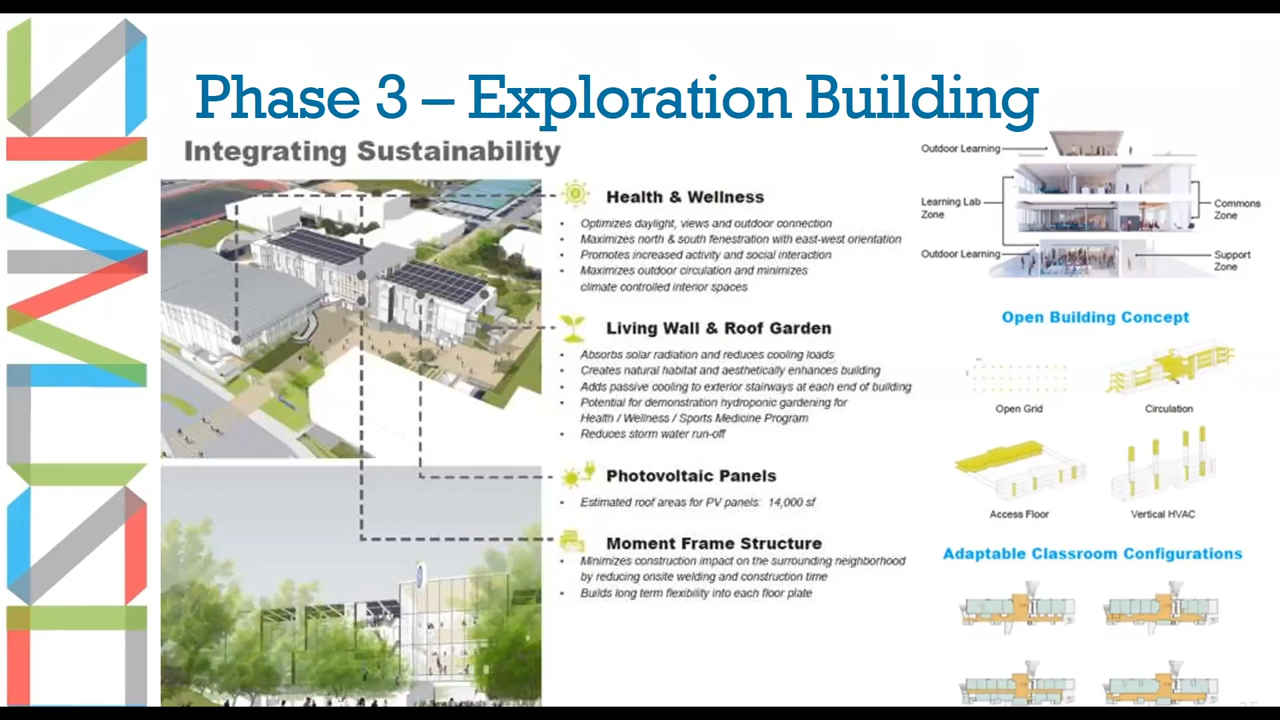 Phase 3 – Exploration Building
Integrating Sustainability
Health & Wellness
• Optimizes daylight, views and outdoor connection
• Maximizes north & south fenestration with east-west orientation
• Promotes increased activity and social interaction
• Maximizes outdoor circulation and minimizes
climate controlled interior spaces
Living Wall & Roof Garden
• Absorbs solar radiation and reduces cooling loads
• Creates natural habitat and aesthetically enhances building
• Adds passive cooling to exterior stairways at each end of building
• Potential for demonstration hydroponic gardening for
Health / Wellness / Sports Medicine Program
• Reduces storm water run-off
Photovoltaic Panels
• Estimated roof areas for PV panels: 14,000 sf
Moment Frame Structure
• Minimizes construction impact on the surrounding neighborhood
by reducing onsite welding and construction time
• Builds long term flexibility into each floor plate
Outdoor Learning
Learning Lab
Zone
Commons
Zone
Outdoor Learning
Support
Zone
Open Building Concept
Open Grid
Circulation
Access Floor
Vertical HVAC
Adaptable Classroom Configurations